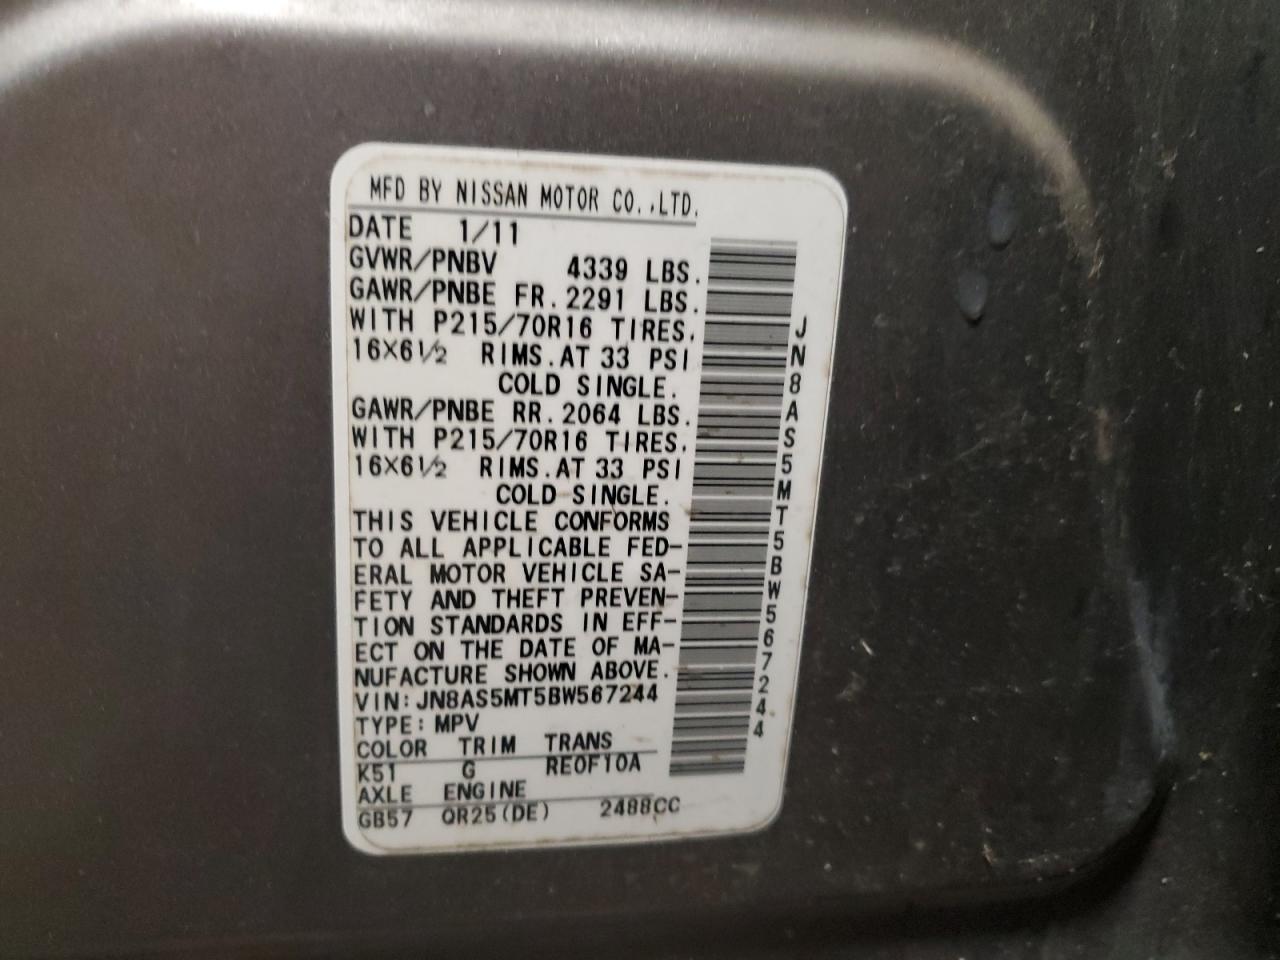 MFD BY NISSAN MOTOR CO.,LTD.
DATE 1/11
GVWR/PNBV 4339 LBS.
GAWR/PNBE FR.2291 LBS.
WITH P215/70R16 TIRES,
16X6½ RIMS.AT 33 PSI
COLD SINGLE.
GAWR/PNBE RR.2064 LBS.
WITH P215/70R16 TIRES,
16X6½ RIMS.AT 33 PSI
COLD SINGLE.
THIS VEHICLE CONFORMS
TO ALL APPLICABLE FED-
ERAL MOTOR VEHICLE SA-
FETY AND THEFT PREVEN-
TION STANDARDS IN EFF-
ECT ON THE DATE OF MA-
NUFACTURE SHOWN ABOVE.
VIN:JN8AS5MT5BW567244
TYPE:MPV
COLOR TRIM TRANS
K51 G RE0F10A
AXLE ENGINE
GB57 QR25(DE) 2488CC
JN8AS5MT5BW567244